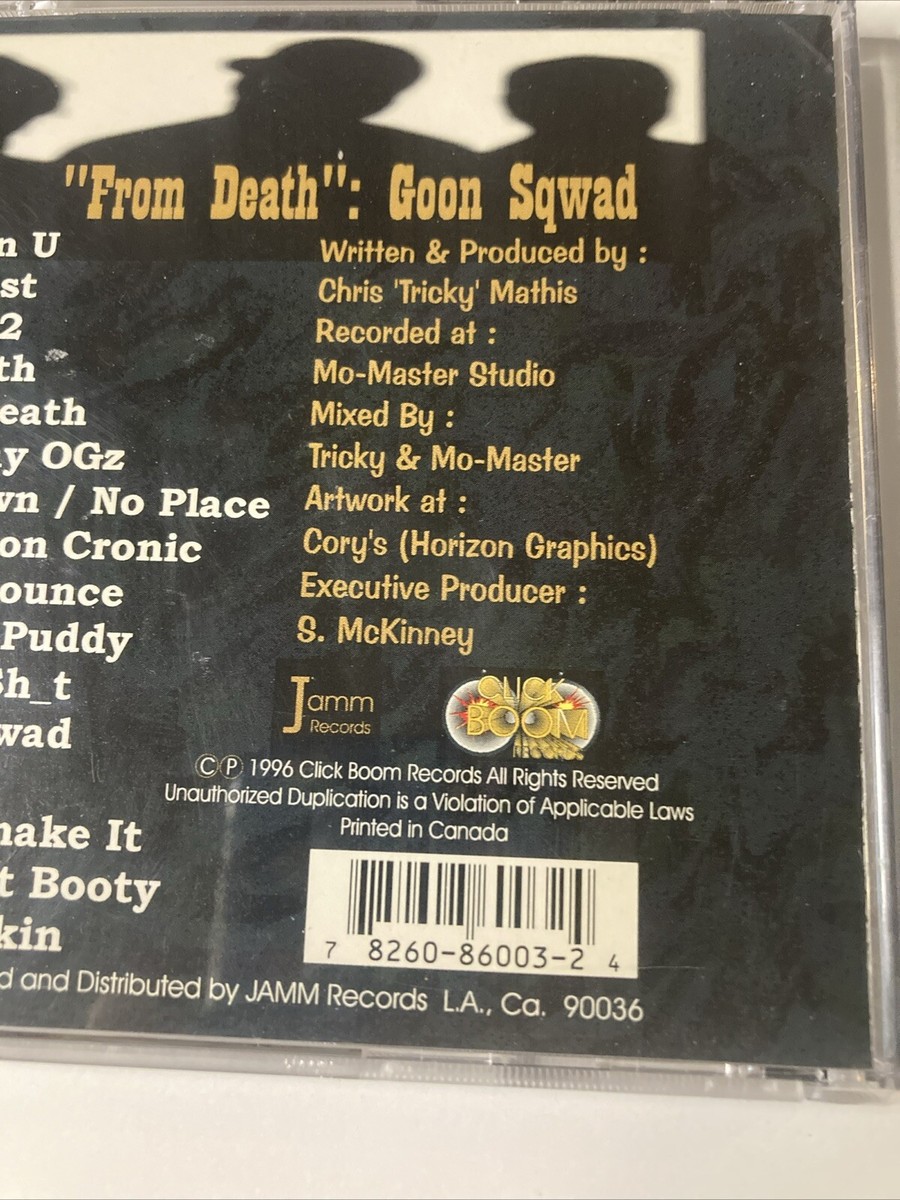 "From Death": Goon Sqwad
n U
st
2
th
eath
y OGz
n / No Place
on Cronic
ounce
Puddy
Sh_t
wad
make It
t Booty
kin
Written & Produced by :
Chris 'Tricky' Mathis
Recorded at :
Mo-Master Studio
Mixed By :
Tricky & Mo-Master
Artwork at :
Cory's (Horizon Graphics)
Executive Producer :
S. McKinney
Jamm
Records
CLICK
BOOM
RECORDS
© ℗ 1996 Click Boom Records All Rights Reserved
Unauthorized Duplication is a Violation of Applicable Laws
Printed in Canada
7 8260-86003-2 4
d and Distributed by JAMM Records L.A., Ca. 90036